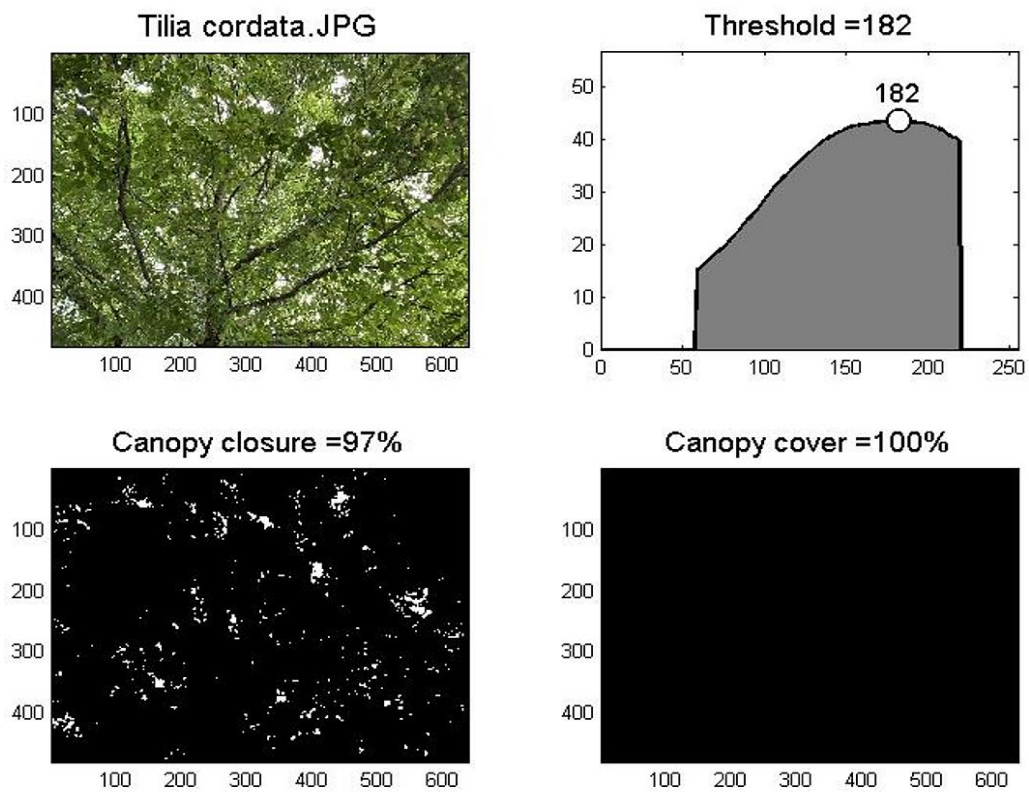 Tilia cordata.JPG
100
200
300
400
100 200 300 400 500 600
Threshold =182
182
50
40
30
20
10
0
0 50 100 150 200 250
Canopy closure =97%
100
200
300
400
100 200 300 400 500 600
Canopy cover =100%
100
200
300
400
100 200 300 400 500 600